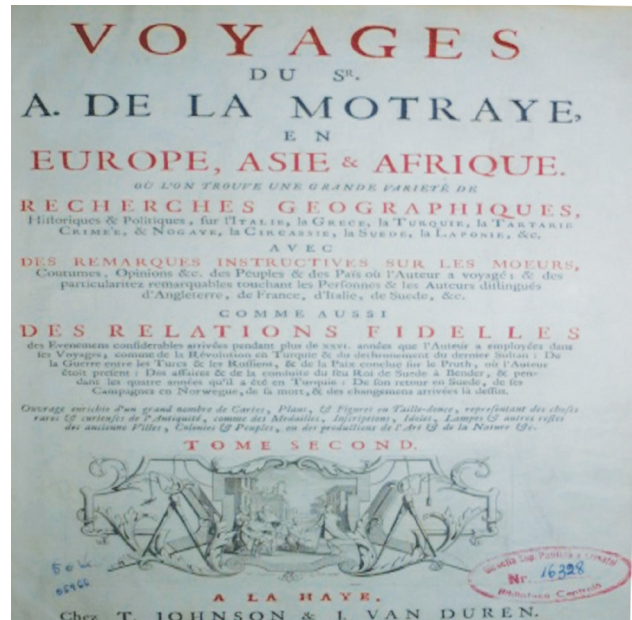 VOYAGES
DU Sr.
A. DE LA MOTRAYE,
EN
EUROPE, ASIE & AFRIQUE.
OÙ L'ON TROUVE UNE GRANDE VARIETÉ DE
RECHERCHES GEOGRAPHIQUES,
Historiques & Politiques, sur l'ITALIE, la GRECE, la TURQUIE, la TARTARIE
CRIMÉE, & NOGAYE, la CIRCASSIE, la SUEDE, la LAPONIE, &c.
AVEC
DES REMARQUES INSTRUCTIVES SUR LES MOEURS,
Coutumes, Opinions &c. des Peuples & des Païs où l'Auteur a voyagé; & des
particularitez remarquables touchant les Personnes & les Auteurs distingués
d'Angleterre, de France, d'Italie, de Suede, &c.
COMME AUSSI
DES RELATIONS FIDELLES
des Evenemens considerables arrivées pendant plus de XXVI. années que l'Auteur a employées dans
ses Voyages; comme de la Révolution en Turquie & du dethronement du dernier Sultan: De
la Guerre entre les Turcs & les Russiens, & de la Paix conclue sur le Pruth, où l'Auteur
étoit présent: Des affaires & de la conduite du feu Roi de Suede à Bender, & pen-
dant les quatre années qu'il a été en Turquie: De son retour en Suede, de ses
Campagnes en Norwegue, de sa mort, & des changemens arrivées là dessus.
Ouvrage enrichi d'un grand nombre de Cartes, Plans, & Figures en Taille-douce, représentant des choses
rares & curieuses de l'Antiquité, comme des Medailles, Inscriptions, Idoles, Lampes & autres restes
des anciennes Villes, Colonies & Peuples, ou des productions de l'Art & de la Nature &c.
TOME SECOND.
05966
Nr. 16328
Biblioteca Centrală
A LA HAYE,
Chez T. JOHNSON & J. VAN DUREN.